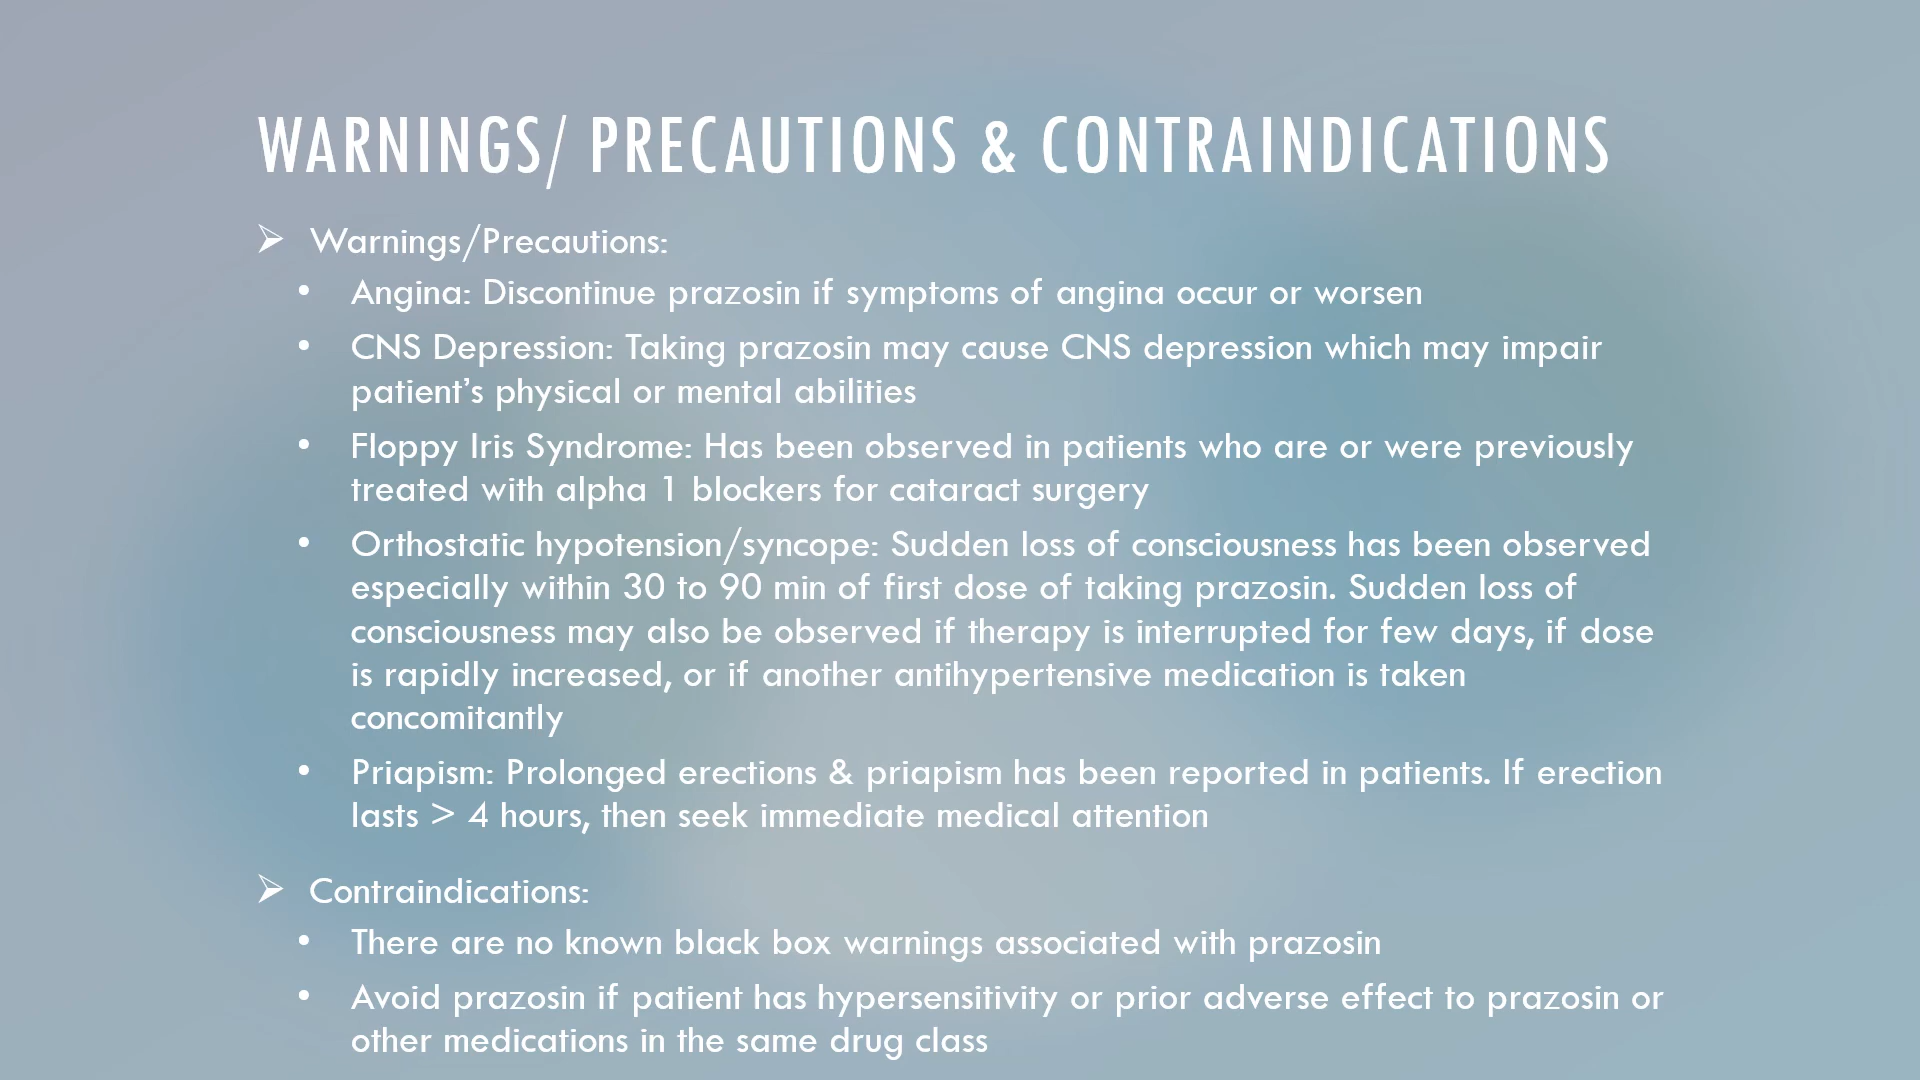 WARNINGS/ PRECAUTIONS & CONTRAINDICATIONS
➢ Warnings/Precautions:
• Angina: Discontinue prazosin if symptoms of angina occur or worsen
• CNS Depression: Taking prazosin may cause CNS depression which may impair
patient’s physical or mental abilities
• Floppy Iris Syndrome: Has been observed in patients who are or were previously
treated with alpha 1 blockers for cataract surgery
• Orthostatic hypotension/syncope: Sudden loss of consciousness has been observed
especially within 30 to 90 min of first dose of taking prazosin. Sudden loss of
consciousness may also be observed if therapy is interrupted for few days, if dose
is rapidly increased, or if another antihypertensive medication is taken
concomitantly
• Priapism: Prolonged erections & priapism has been reported in patients. If erection
lasts > 4 hours, then seek immediate medical attention
➢ Contraindications:
• There are no known black box warnings associated with prazosin
• Avoid prazosin if patient has hypersensitivity or prior adverse effect to prazosin or
other medications in the same drug class